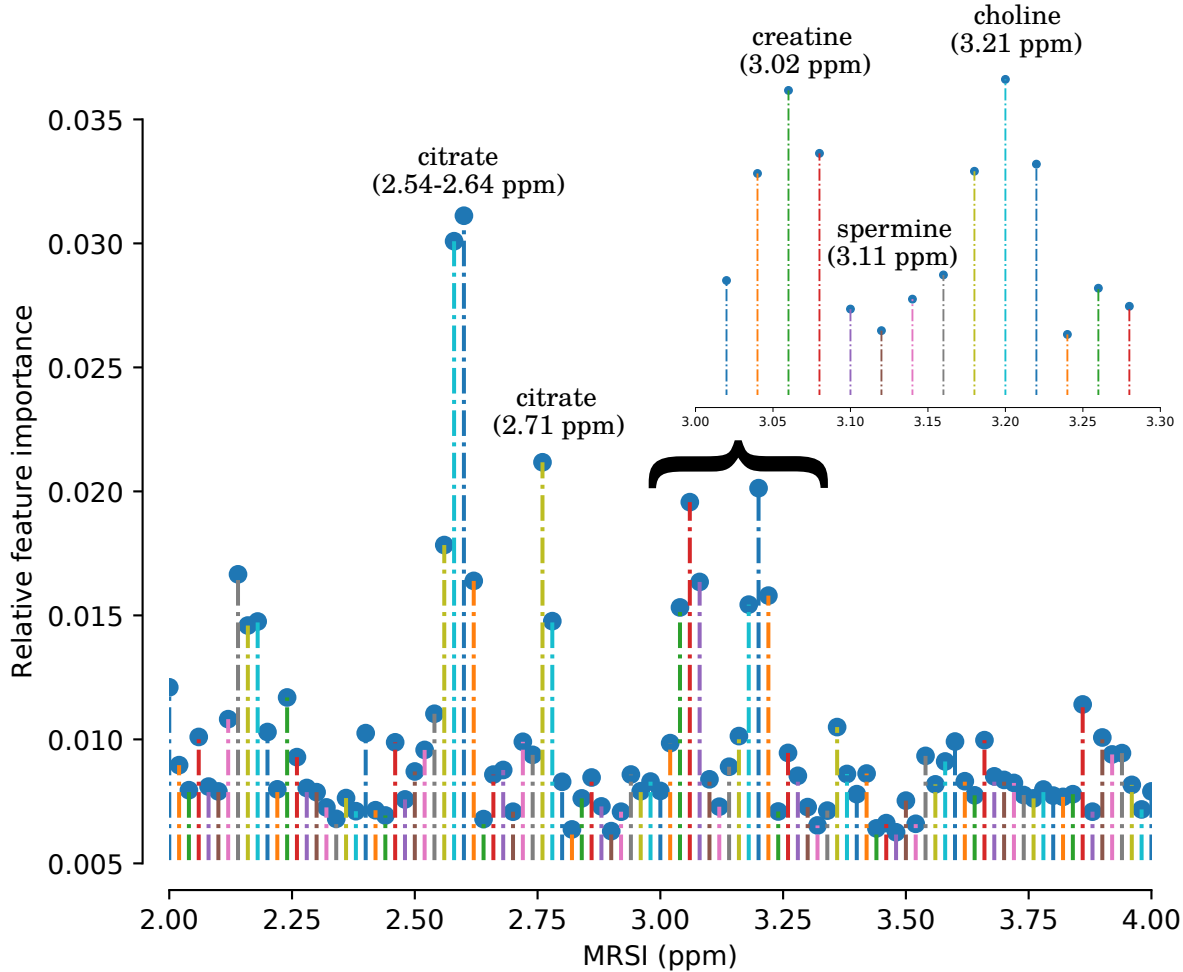 choline
(3.21 ppm)
creatine
(3.02 ppm)
citrate
(2.54-2.64 ppm)
spermine
(3.11 ppm)
citrate
(2.71 ppm)
3.00 3.05 3.10 3.15 3.20 3.25 3.30
0.035
0.030
0.025
0.020
0.015
0.010
0.005
Relative feature importance
2.00 2.25 2.50 2.75 3.00 3.25 3.50 3.75 4.00
MRSI (ppm)